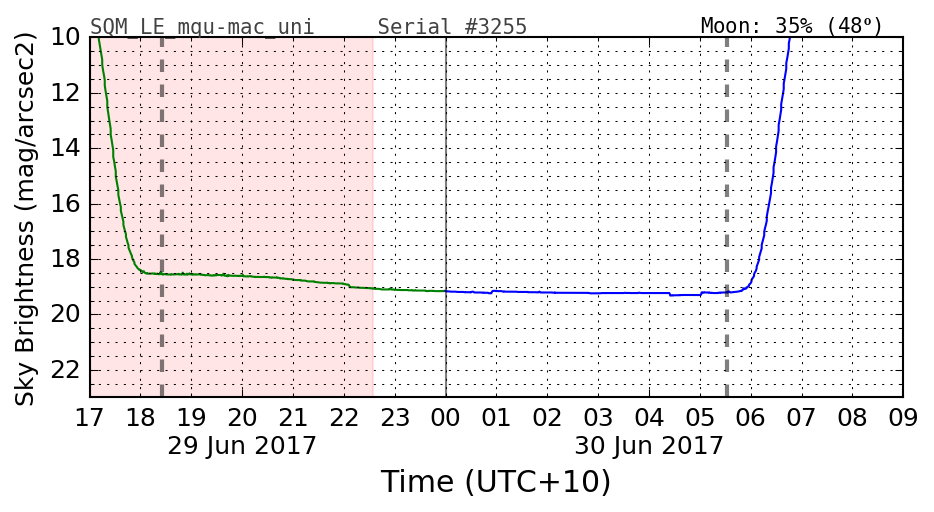 SQM_LE_mqu-mac_uni Serial #3255 Moon: 35% (48º)
Sky Brightness (mag/arcsec2)
10
12
14
16
18
20
22
17 18 19 20 21 22 23 00 01 02 03 04 05 06 07 08 09
29 Jun 2017 30 Jun 2017
Time (UTC+10)